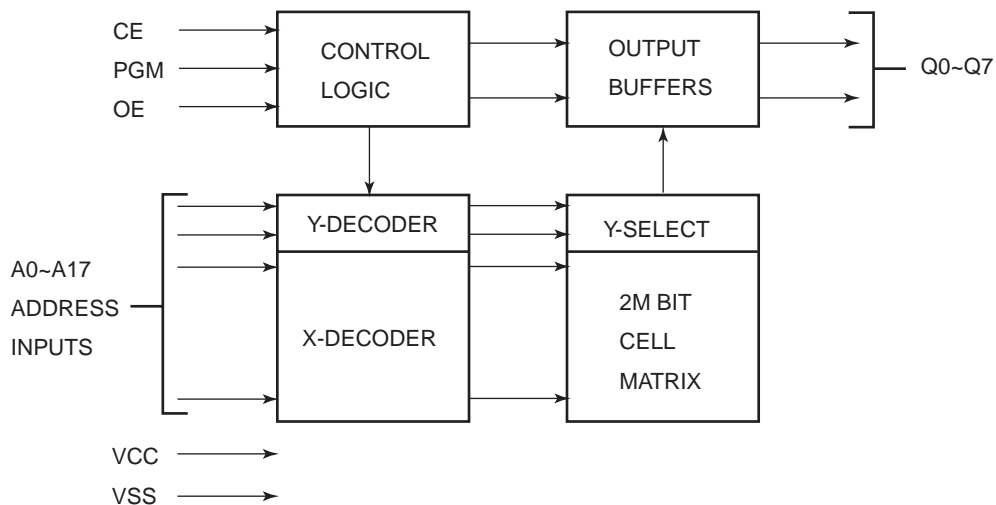 CE
PGM
OE
CONTROL
LOGIC
OUTPUT
BUFFERS
Q0~Q7
A0~A17
ADDRESS
INPUTS
Y-DECODER
X-DECODER
Y-SELECT
2M BIT
CELL
MATRIX
VCC
VSS